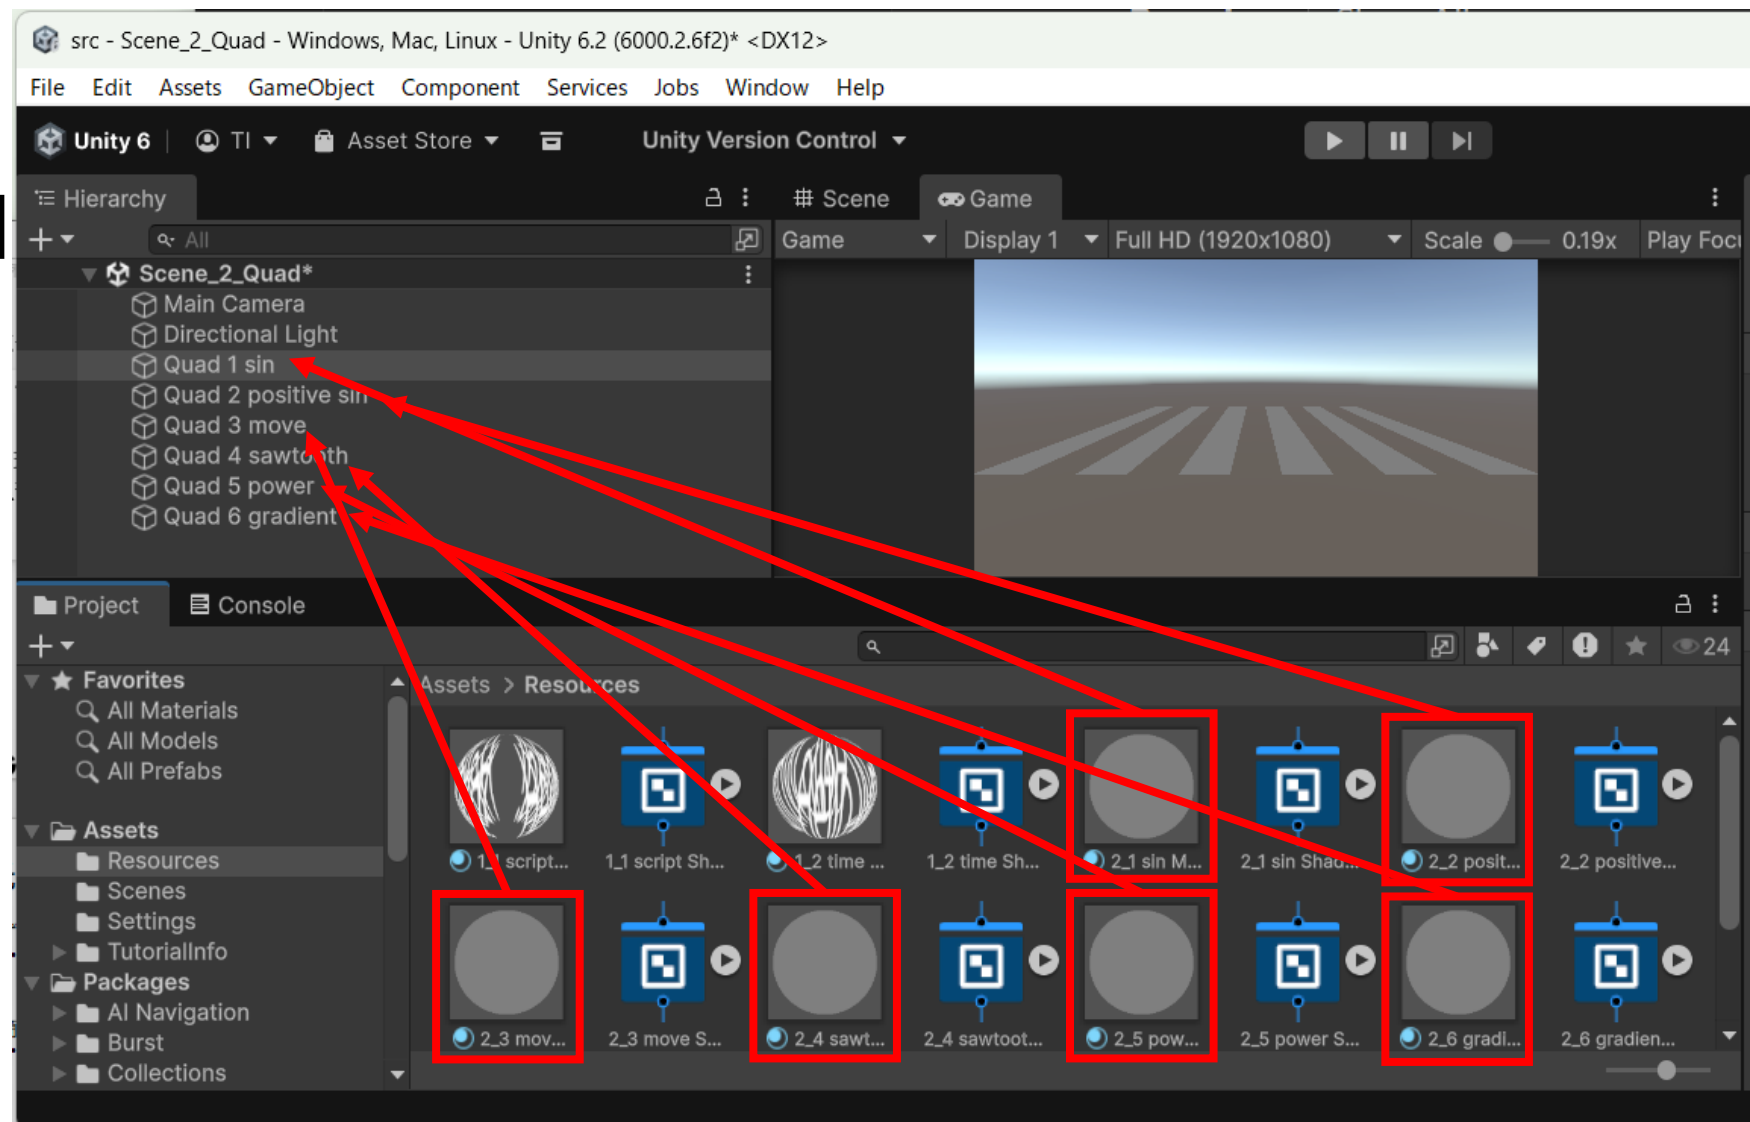 src - Scene_2_Quad - Windows, Mac, Linux - Unity 6.2 (6000.2.6f2)* <DX12>
File Edit Assets GameObject Component Services Jobs Window Help
Unity 6 TI Asset Store Unity Version Control
Hierarchy
All
Scene_2_Quad*
Main Camera
Directional Light
Quad 1 sin
Quad 2 positive sin
Quad 3 move
Quad 4 sawtooth
Quad 5 power
Quad 6 gradient
Scene Game
Game Display 1 Full HD (1920x1080) Scale 0.19x Play Focu
Project Console
24
Favorites
All Materials
All Models
All Prefabs
Assets
Resources
Scenes
Settings
TutorialInfo
Packages
AI Navigation
Burst
Collections
Assets > Resources
1_1 script... 1_1 script Sh... 1_2 time ... 1_2 time Sh... 2_1 sin M... 2_1 sin Shad... 2_2 posit... 2_2 positive...
2_3 mov... 2_3 move S... 2_4 sawt... 2_4 sawtoot... 2_5 pow... 2_5 power S... 2_6 gradi... 2_6 gradien...